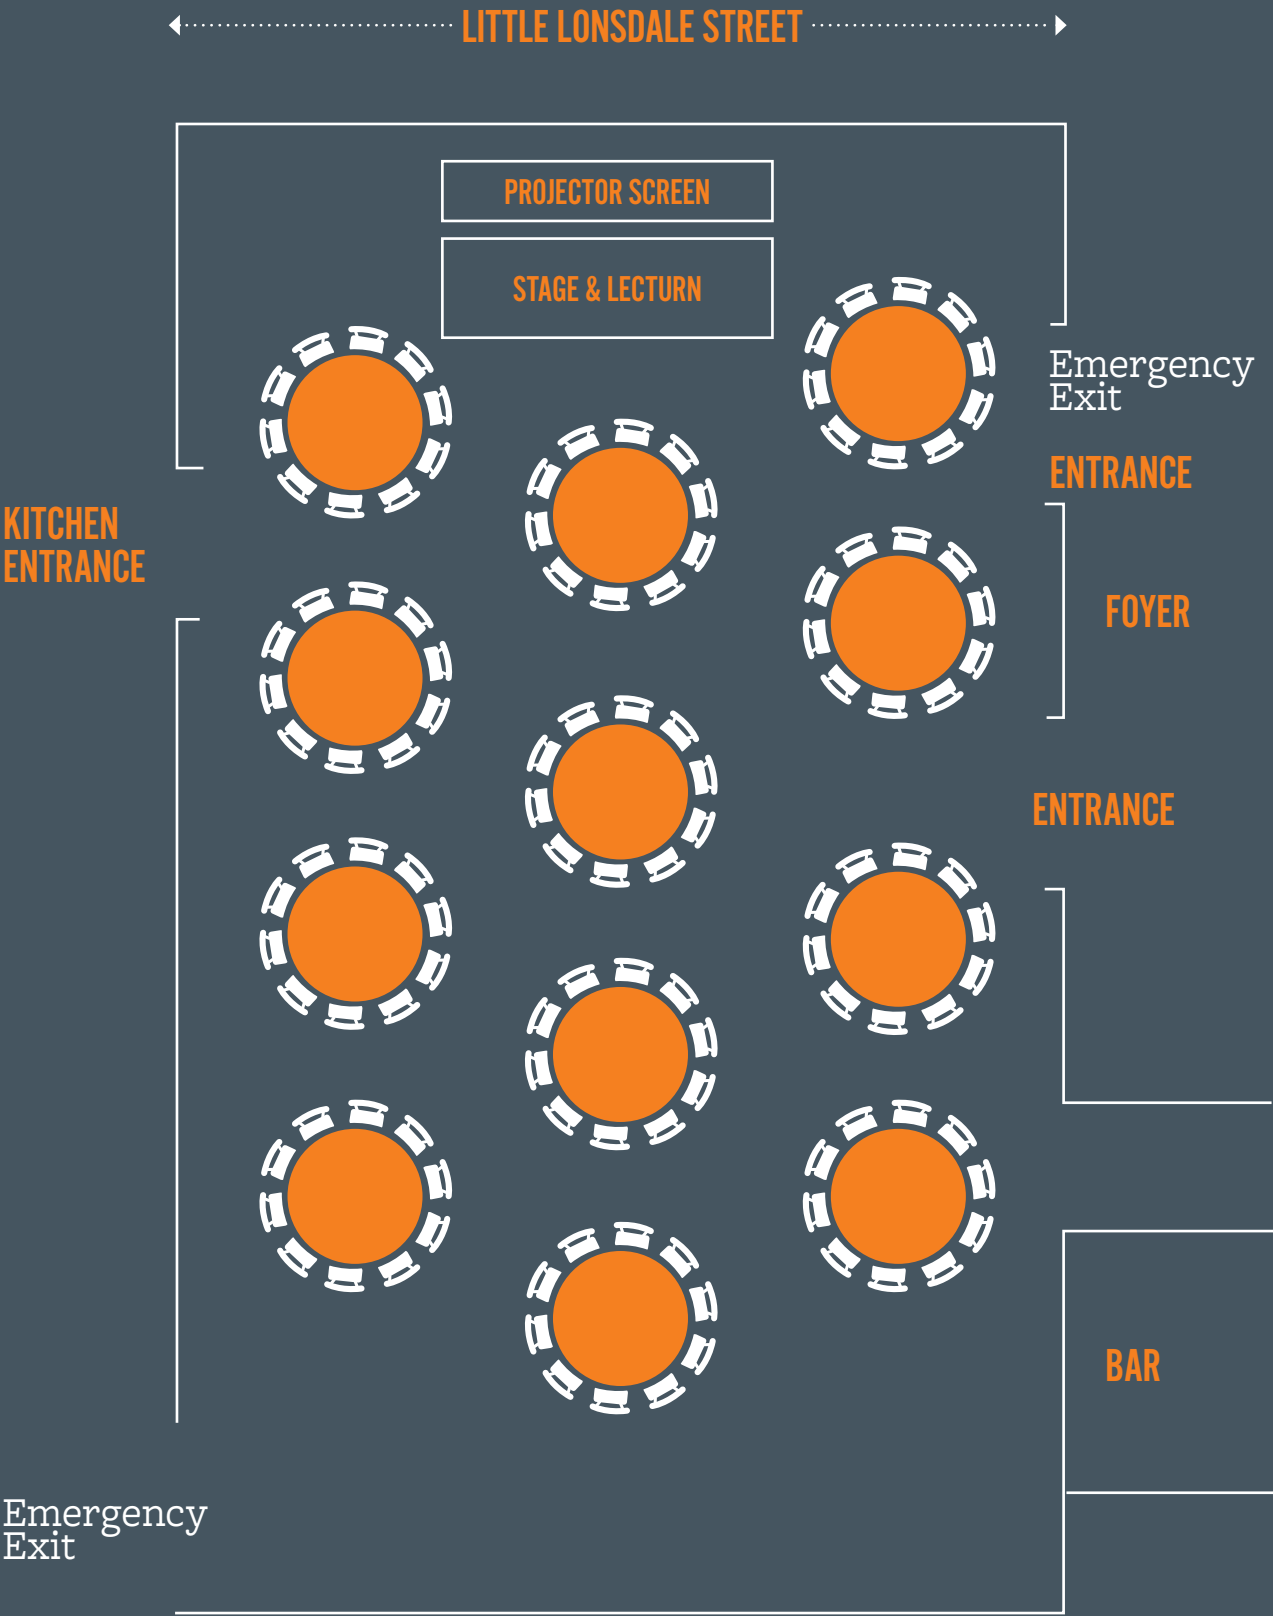 LITTLE LONSDALE STREET
PROJECTOR SCREEN
STAGE & LECTURN
Emergency
Exit
ENTRANCE
KITCHEN
ENTRANCE
FOYER
ENTRANCE
BAR
Emergency
Exit